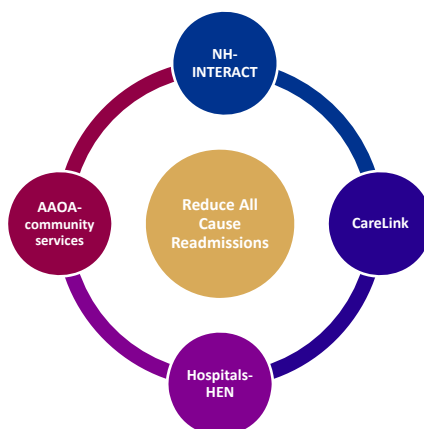 NH-
INTERACT
AAOA-
community
services
Reduce All
Cause
Readmissions
CareLink
Hospitals-
HEN